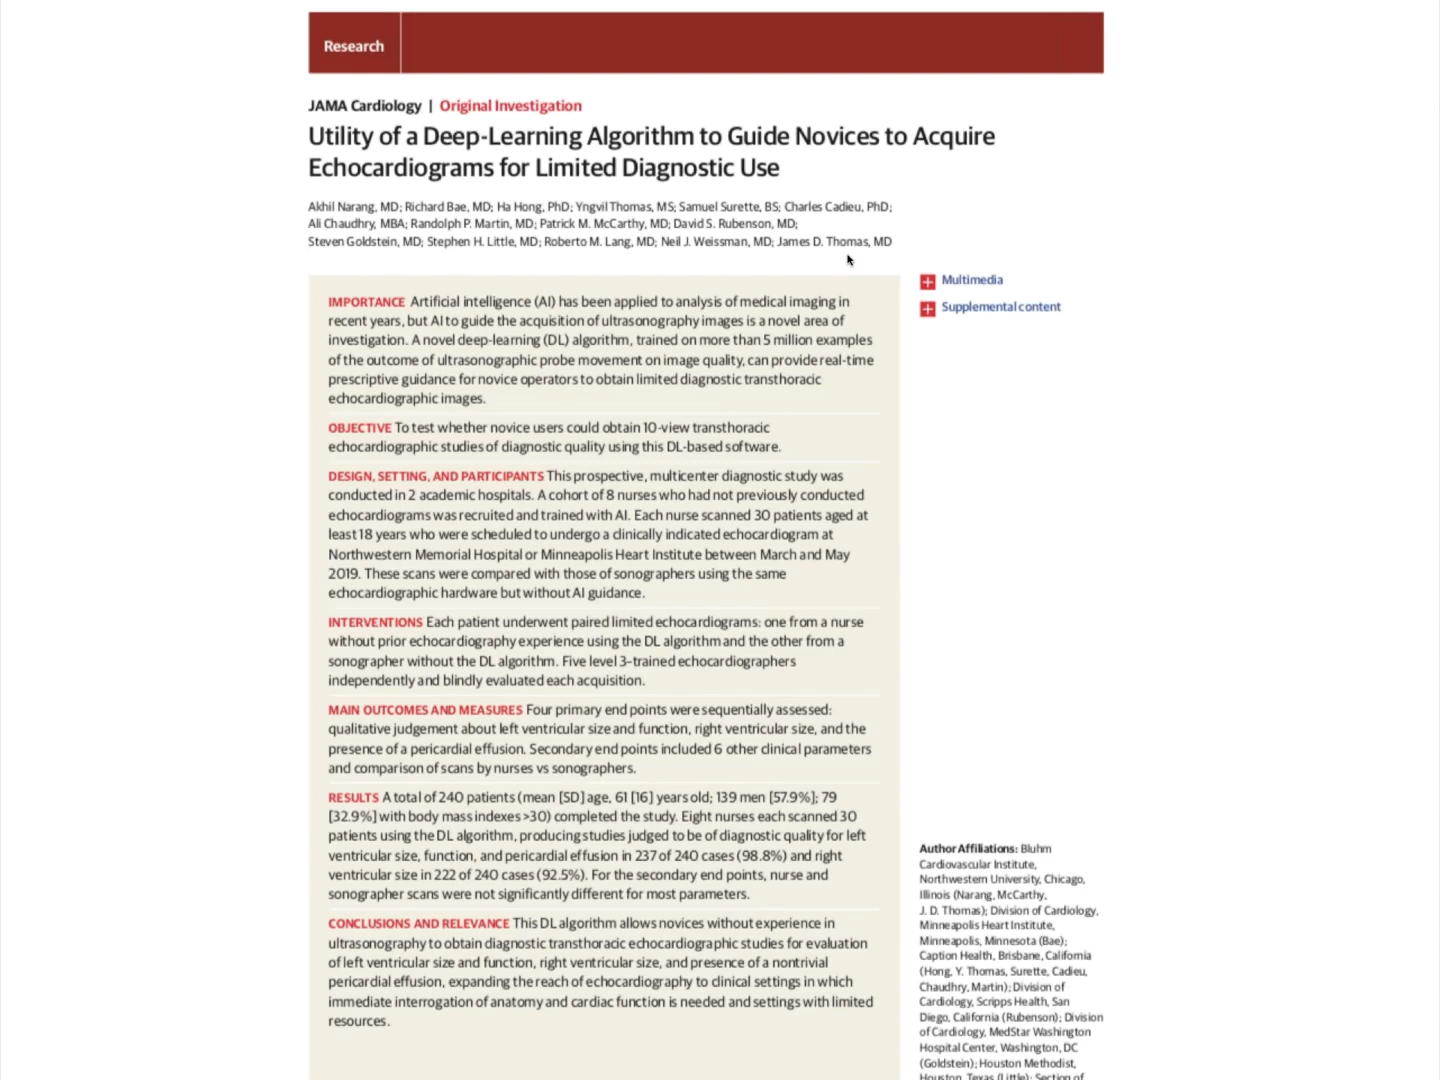 Research
JAMA Cardiology | Original Investigation
Utility of a Deep-Learning Algorithm to Guide Novices to Acquire
Echocardiograms for Limited Diagnostic Use
Akhil Narang, MD; Richard Bae, MD; Ha Hong, PhD; Yngvil Thomas, MS; Samuel Surette, BS; Charles Cadieu, PhD;
Ali Chaudhry, MBA; Randolph P. Martin, MD; Patrick M. McCarthy, MD; David S. Rubenson, MD;
Steven Goldstein, MD; Stephen H. Little, MD; Roberto M. Lang, MD; Neil J. Weissman, MD; James D. Thomas, MD
IMPORTANCE Artificial intelligence (AI) has been applied to analysis of medical imaging in
recent years, but AI to guide the acquisition of ultrasonography images is a novel area of
investigation. A novel deep-learning (DL) algorithm, trained on more than 5 million examples
of the outcome of ultrasonographic probe movement on image quality, can provide real-time
prescriptive guidance for novice operators to obtain limited diagnostic transthoracic
echocardiographic images.
OBJECTIVE To test whether novice users could obtain 10-view transthoracic
echocardiographic studies of diagnostic quality using this DL-based software.
DESIGN, SETTING, AND PARTICIPANTS This prospective, multicenter diagnostic study was
conducted in 2 academic hospitals. A cohort of 8 nurses who had not previously conducted
echocardiograms was recruited and trained with AI. Each nurse scanned 30 patients aged at
least 18 years who were scheduled to undergo a clinically indicated echocardiogram at
Northwestern Memorial Hospital or Minneapolis Heart Institute between March and May
2019. These scans were compared with those of sonographers using the same
echocardiographic hardware but without AI guidance.
INTERVENTIONS Each patient underwent paired limited echocardiograms: one from a nurse
without prior echocardiography experience using the DL algorithm and the other from a
sonographer without the DL algorithm. Five level 3-trained echocardiographers
independently and blindly evaluated each acquisition.
MAIN OUTCOMES AND MEASURES Four primary end points were sequentially assessed:
qualitative judgement about left ventricular size and function, right ventricular size, and the
presence of a pericardial effusion. Secondary end points included 6 other clinical parameters
and comparison of scans by nurses vs sonographers.
RESULTS A total of 240 patients (mean [SD] age, 61 [16] years old; 139 men [57.9%]; 79
[32.9%] with body mass indexes >30) completed the study. Eight nurses each scanned 30
patients using the DL algorithm, producing studies judged to be of diagnostic quality for left
ventricular size, function, and pericardial effusion in 237 of 240 cases (98.8%) and right
ventricular size in 222 of 240 cases (92.5%). For the secondary end points, nurse and
sonographer scans were not significantly different for most parameters.
CONCLUSIONS AND RELEVANCE This DL algorithm allows novices without experience in
ultrasonography to obtain diagnostic transthoracic echocardiographic studies for evaluation
of left ventricular size and function, right ventricular size, and presence of a nontrivial
pericardial effusion, expanding the reach of echocardiography to clinical settings in which
immediate interrogation of anatomy and cardiac function is needed and settings with limited
resources.
Multimedia
Supplemental content
Author Affiliations: Bluhm
Cardiovascular Institute,
Northwestern University, Chicago,
Illinois (Narang, McCarthy,
J. D. Thomas); Division of Cardiology,
Minneapolis Heart Institute,
Minneapolis, Minnesota (Bae);
Caption Health, Brisbane, California
(Hong, Y. Thomas, Surette, Cadieu,
Chaudhry, Martin); Division of
Cardiology, Scripps Health, San
Diego, California (Rubenson); Division
of Cardiology, MedStar Washington
Hospital Center, Washington, DC
(Goldstein); Houston Methodist,
Houston, Texas (Little); Section of